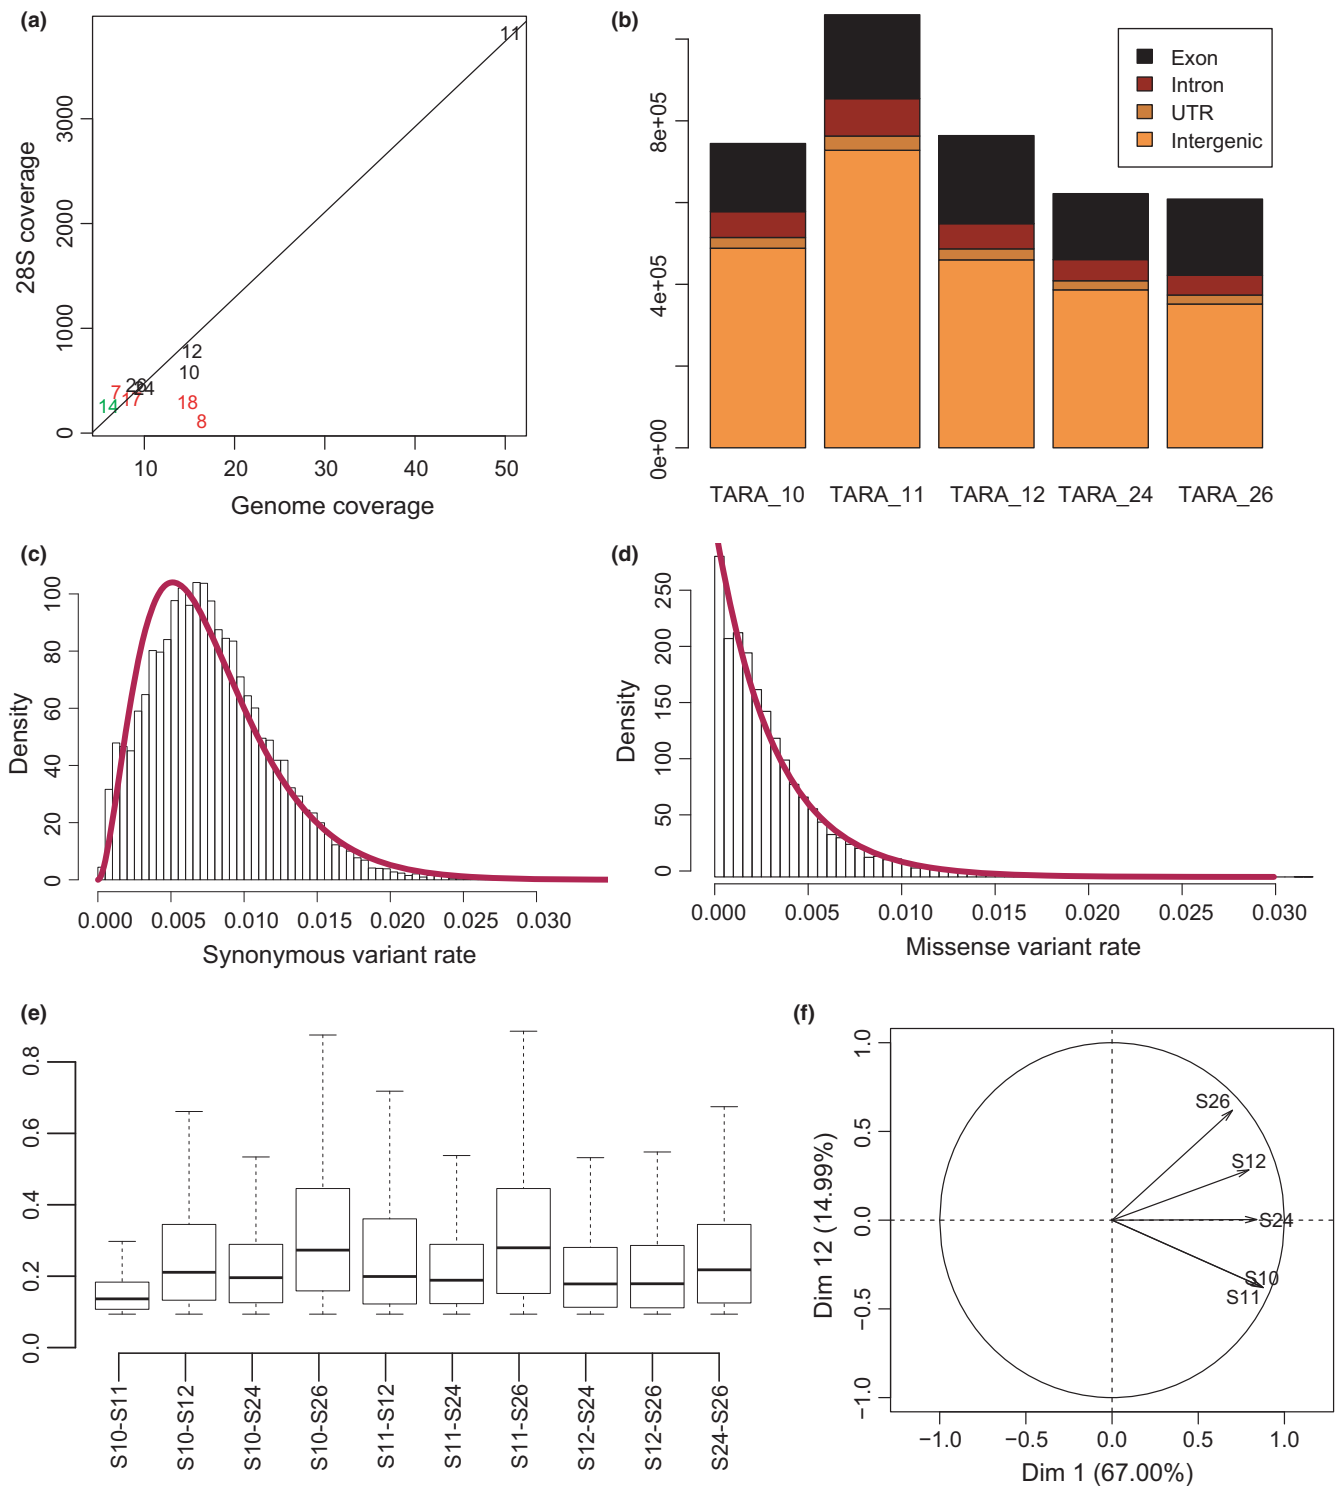 (a)
28S coverage
0
1000
2000
3000
11
12
10
26
24
7
17
14
18
8
10
20
30
40
50
Genome coverage
(b)
0e+00
4e+05
8e+05
Exon
Intron
UTR
Intergenic
TARA_10
TARA_11
TARA_12
TARA_24
TARA_26
(c)
Density
0
20
40
60
80
100
0.000
0.005
0.010
0.015
0.020
0.025
0.030
Synonymous variant rate
(d)
Density
0
50
100
150
200
250
0.000
0.005
0.010
0.020
0.025
0.030
Missense variant rate
(e)
0.0
0.2
0.4
0.6
0.8
S10-S11
S10-S12
S10-S24
S10-S26
S11-S12
S11-S24
S11-S26
S12-S24
S12-S26
S24-S26
(f)
Dim 12 (14.99%)
−1.0
−0.5
0.0
0.5
1.0
S26
S12
S24
S10
S11
−1.0
−0.5
0.0
0.5
1.0
Dim 1 (67.00%)